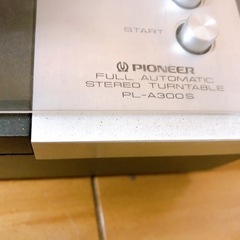 START
PIONEER
FULL AUTOMATIC
STEREO TURNTABLE
PL-A300S